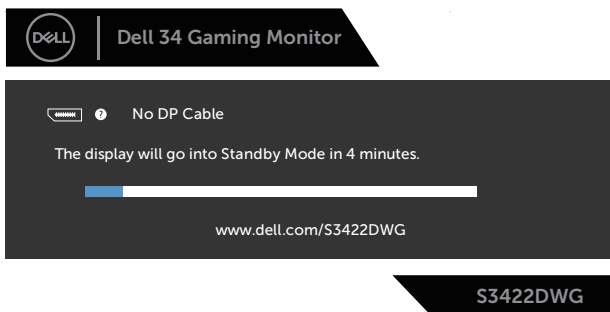 DELL
Dell 34 Gaming Monitor
? No DP Cable
The display will go into Standby Mode in 4 minutes.
www.dell.com/S3422DWG
S3422DWG